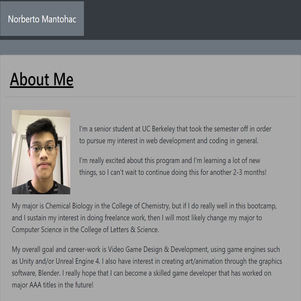 Norberto Mantohac
About Me
I'm a senior student at UC Berkeley that took the semester off in order
to pursue my interest in web development and coding in general.
I'm really excited about this program and I'm learning a lot of new
things, so I can't wait to continue doing this for another 2-3 months!
My major is Chemical Biology in the College of Chemistry, but if I do really well in this bootcamp,
and I sustain my interest in doing freelance work, then I will most likely change my major to
Computer Science in the College of Letters & Science.
My overall goal and career-work is Video Game Design & Development, using game engines such
as Unity and/or Unreal Engine 4. I also have interest in creating art/animation through the graphics
software, Blender. I really hope that I can become a skilled game developer that has worked on
major AAA titles in the future!